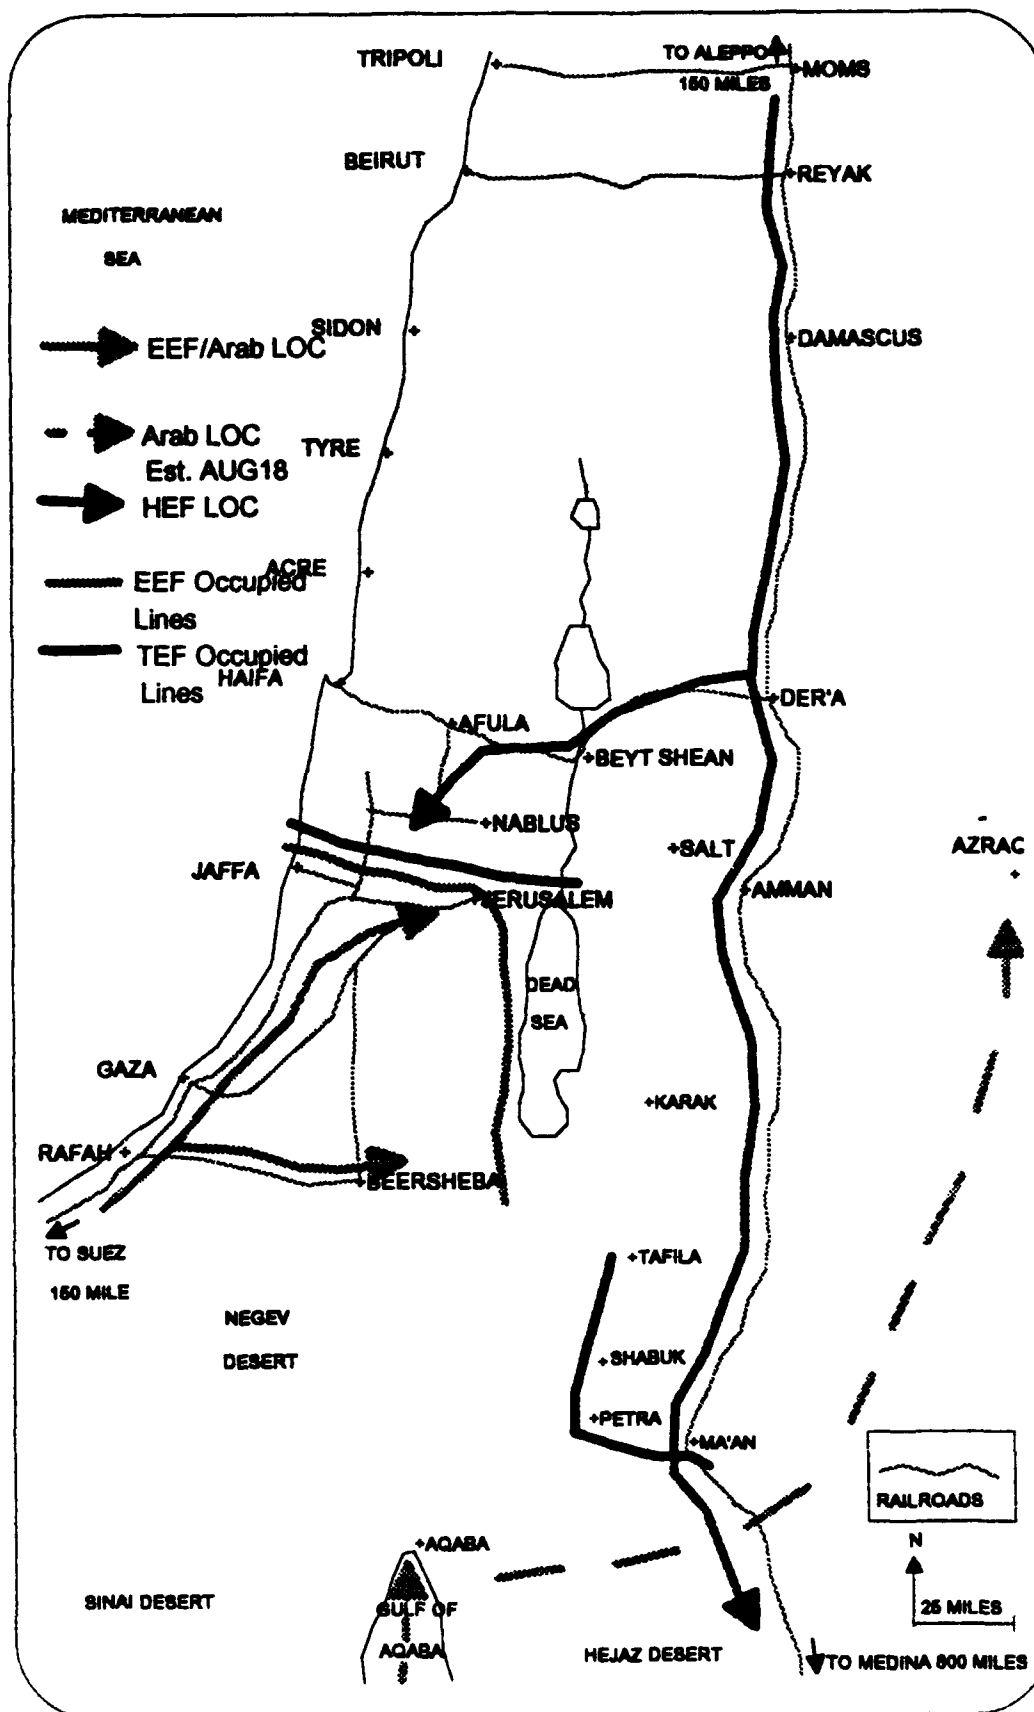 TRIPOLI
TO ALEPPO
150 MILES
MOMS
BEIRUT
REYAK
MEDITERRANEAN
SEA
SIDON
DAMASCUS
EEF/Arab LOC
Arab LOC
Est. AUG18
TYRE
HEF LOC
ACRE
EEF Occupied
Lines
TEF Occupied
Lines
HAIFA
DER'A
AFULA
BEYT SHEAN
NABLUS
SALT
AZRAC
JAFFA
AMMAN
JERUSALEM
DEAD
SEA
GAZA
KARAK
RAFAH
BEERSHEBA
TO SUEZ
150 MILE
TAFILA
NEGEV
DESERT
SHABUK
PETRA
MA'AN
RAILROADS
N
25 MILES
AQABA
SINAI DESERT
GULF OF
AQABA
HEJAZ DESERT
TO MEDINA 800 MILES